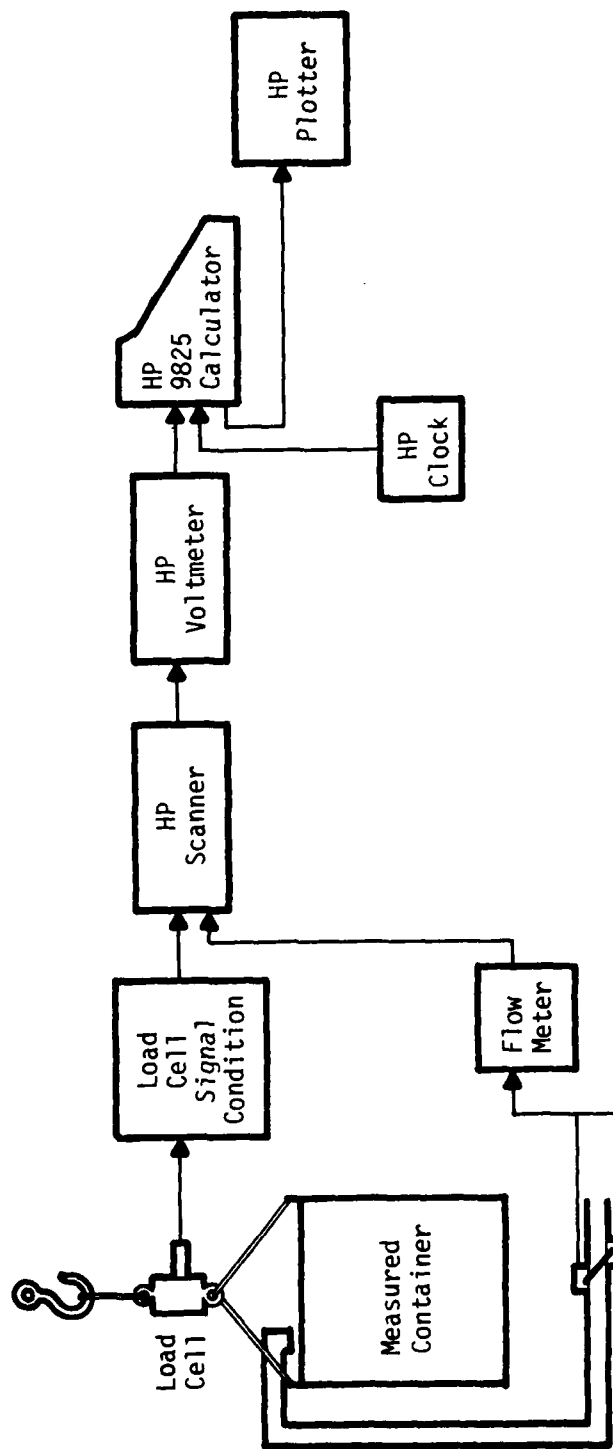 Load
Cell
Measured
Container
Load
Cell
Signal
Condition
Flow
Meter
HP
Scanner
HP
Voltmeter
HP
9825
Calculator
HP
Clock
HP
Plotter